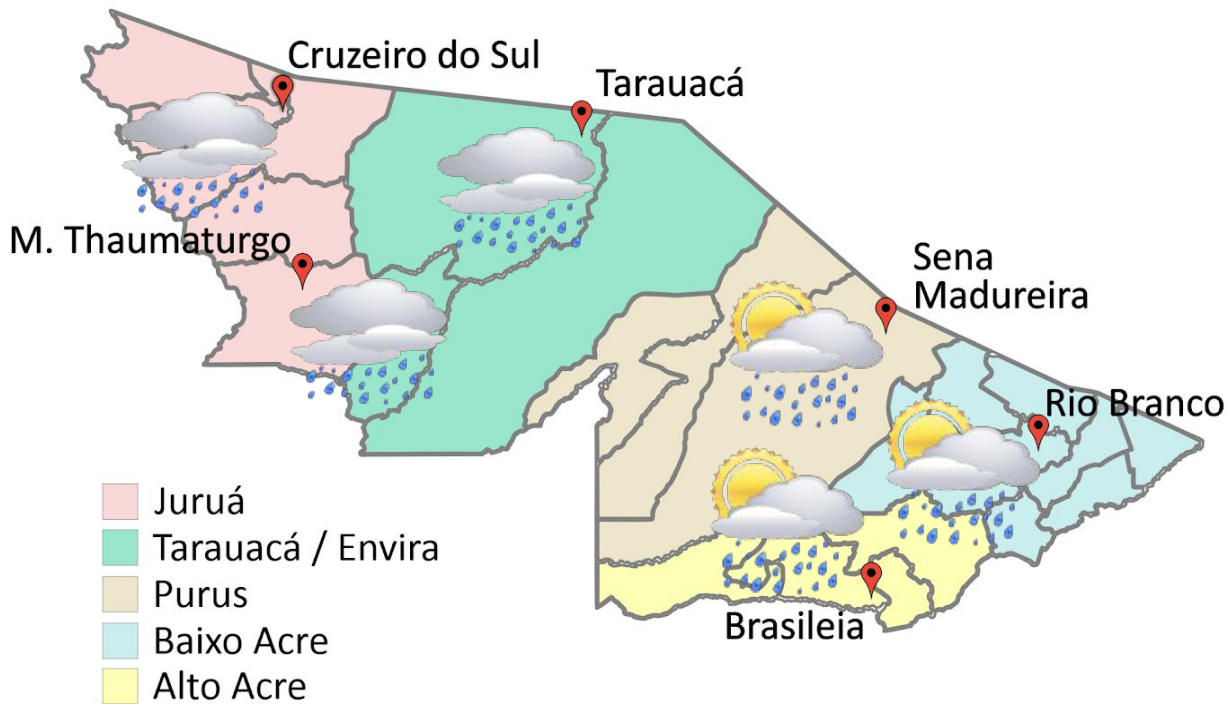 Cruzeiro do Sul
Tarauacá
M. Thaumaturgo
Sena
Madureira
Rio Branco
Brasileia
Juruá
Tarauacá / Envira
Purus
Baixo Acre
Alto Acre